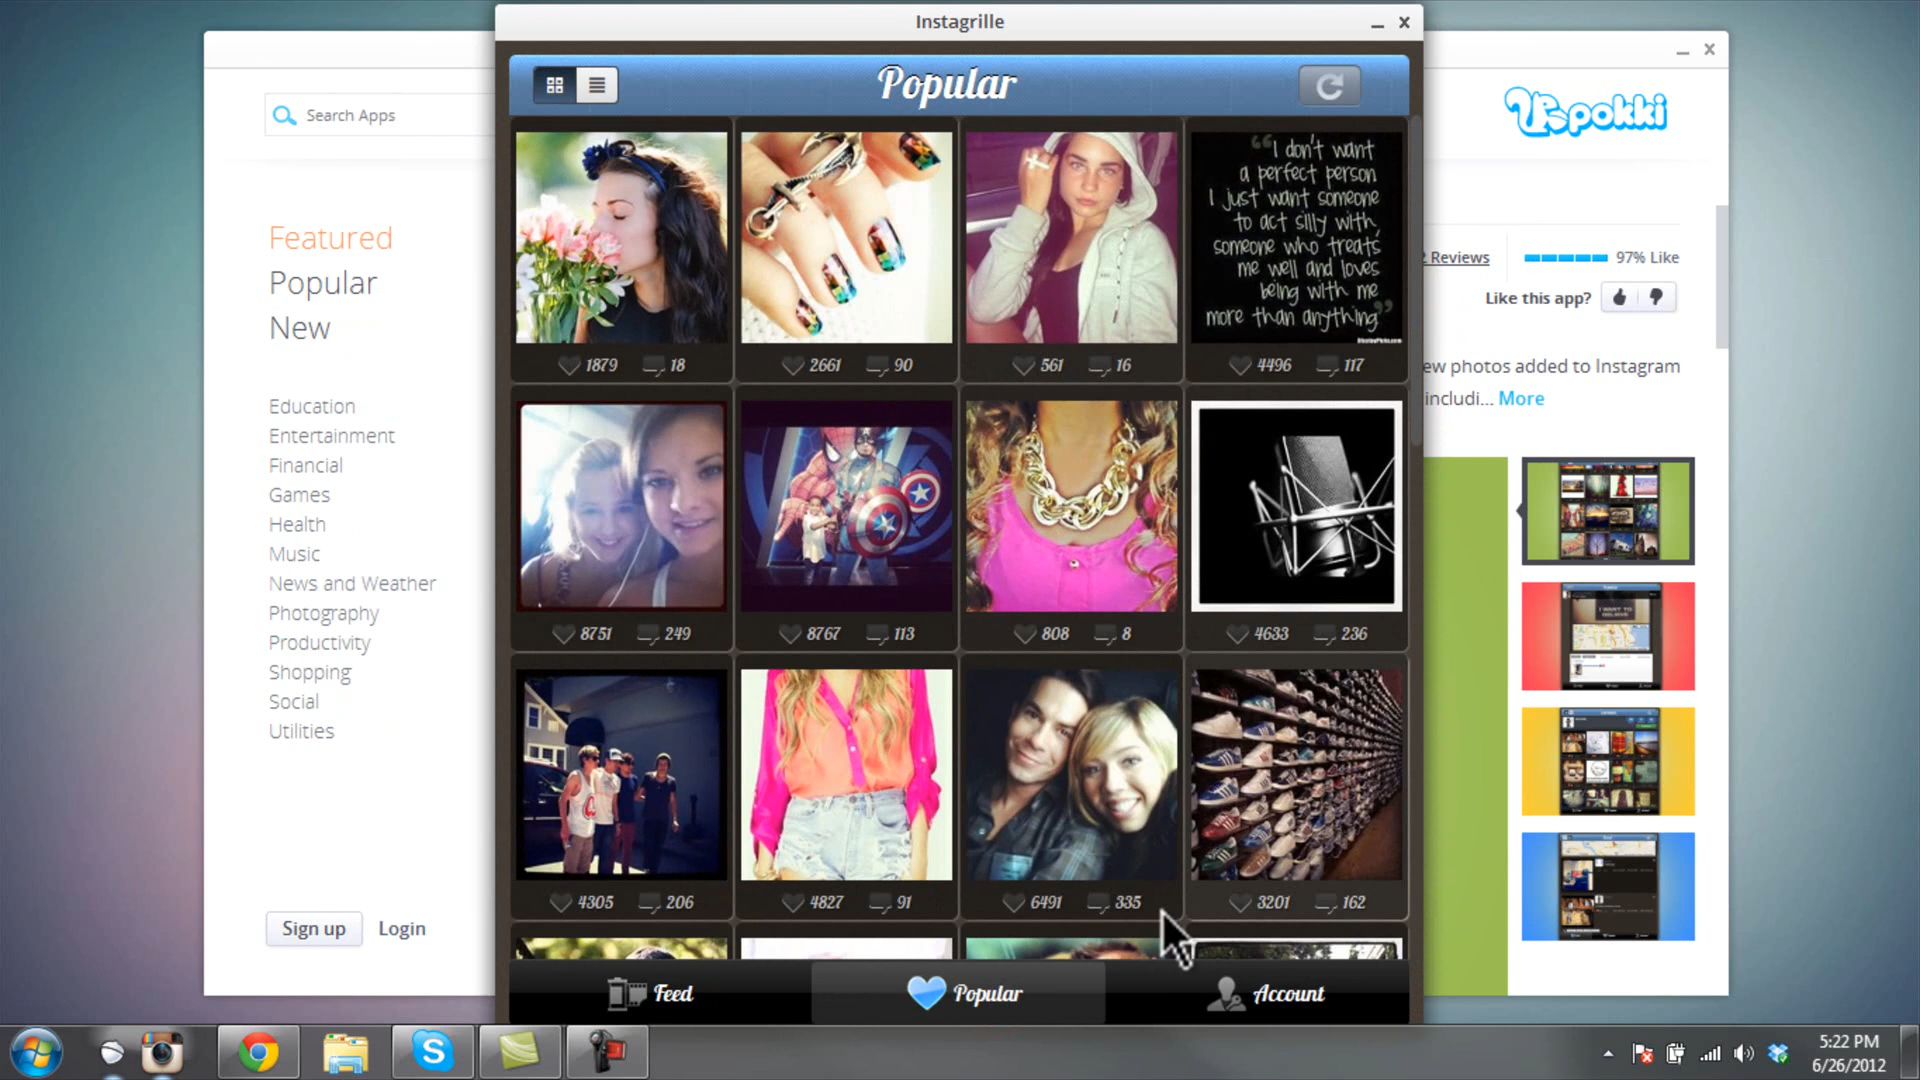 Instagrille
Popular
Search Apps
Featured
Popular
New
Education
Entertainment
Financial
Games
Health
Music
News and Weather
Photography
Productivity
Shopping
Social
Utilities
Sign up
Login
“I don't want
a perfect person
I just want someone
to act silly with,
someone who treats
me well and loves
being with me
more than anything”
1879 18
2661 90
561 16
4496 117
8751 249
8767 113
808 8
4633 236
4305 206
4827 91
6491 335
3201 162
Feed
Popular
Account
pokki
Reviews
97% Like
Like this app?
photos added to Instagram
includi... More
5:22 PM
6/26/2012